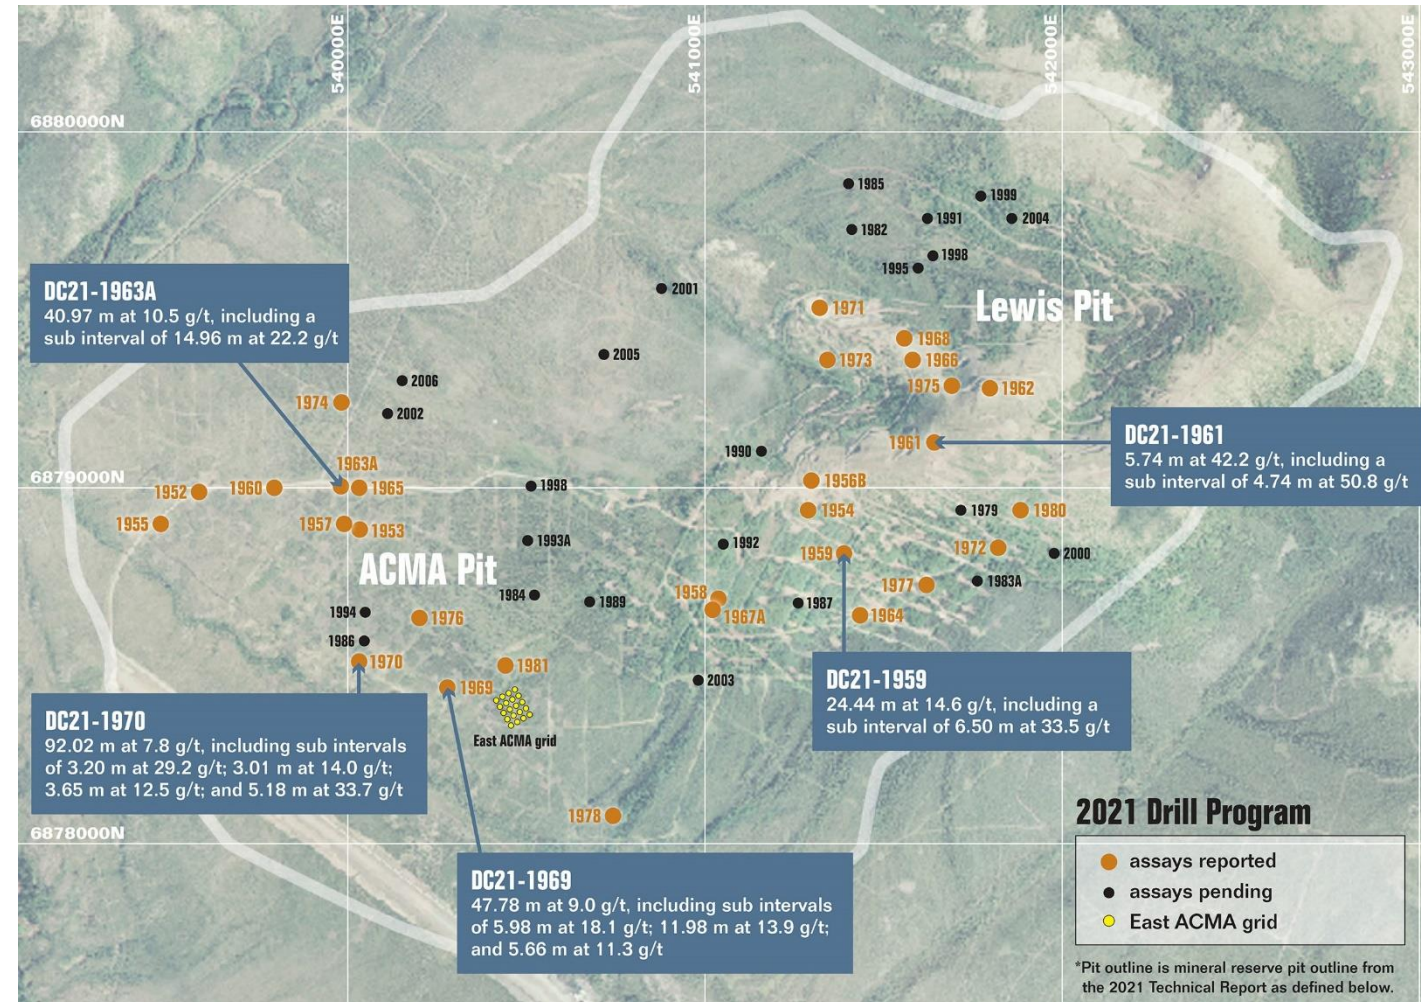 540000E
541000E
542000E
543000E
6880000N
1985
1999
1991
2004
1982
1998
1995
2001
DC21-1963A
40.97 m at 10.5 g/t, including a
sub interval of 14.96 m at 22.2 g/t
Lewis Pit
1971
1968
1973
1966
2005
2006
1975
1962
1974
2002
DC21-1961
5.74 m at 42.2 g/t, including a
sub interval of 4.74 m at 50.8 g/t
1961
1990
1963A
6879000N
1952
1960
1965
1998
1956B
1955
1957
1953
1954
1979
1980
1993A
1992
1959
1972
2000
ACMA Pit
1977
1983A
1984
1989
1958
1987
1967A
1964
1994
1976
1986
1970
1981
1969
2003
DC21-1959
24.44 m at 14.6 g/t, including a
sub interval of 6.50 m at 33.5 g/t
DC21-1970
92.02 m at 7.8 g/t, including sub intervals
of 3.20 m at 29.2 g/t; 3.01 m at 14.0 g/t;
3.65 m at 12.5 g/t; and 5.18 m at 33.7 g/t
East ACMA grid
1978
6878000N
DC21-1969
47.78 m at 9.0 g/t, including sub intervals
of 5.98 m at 18.1 g/t; 11.98 m at 13.9 g/t;
and 5.66 m at 11.3 g/t
2021 Drill Program
assays reported
assays pending
East ACMA grid
*Pit outline is mineral reserve pit outline from
the 2021 Technical Report as defined below.